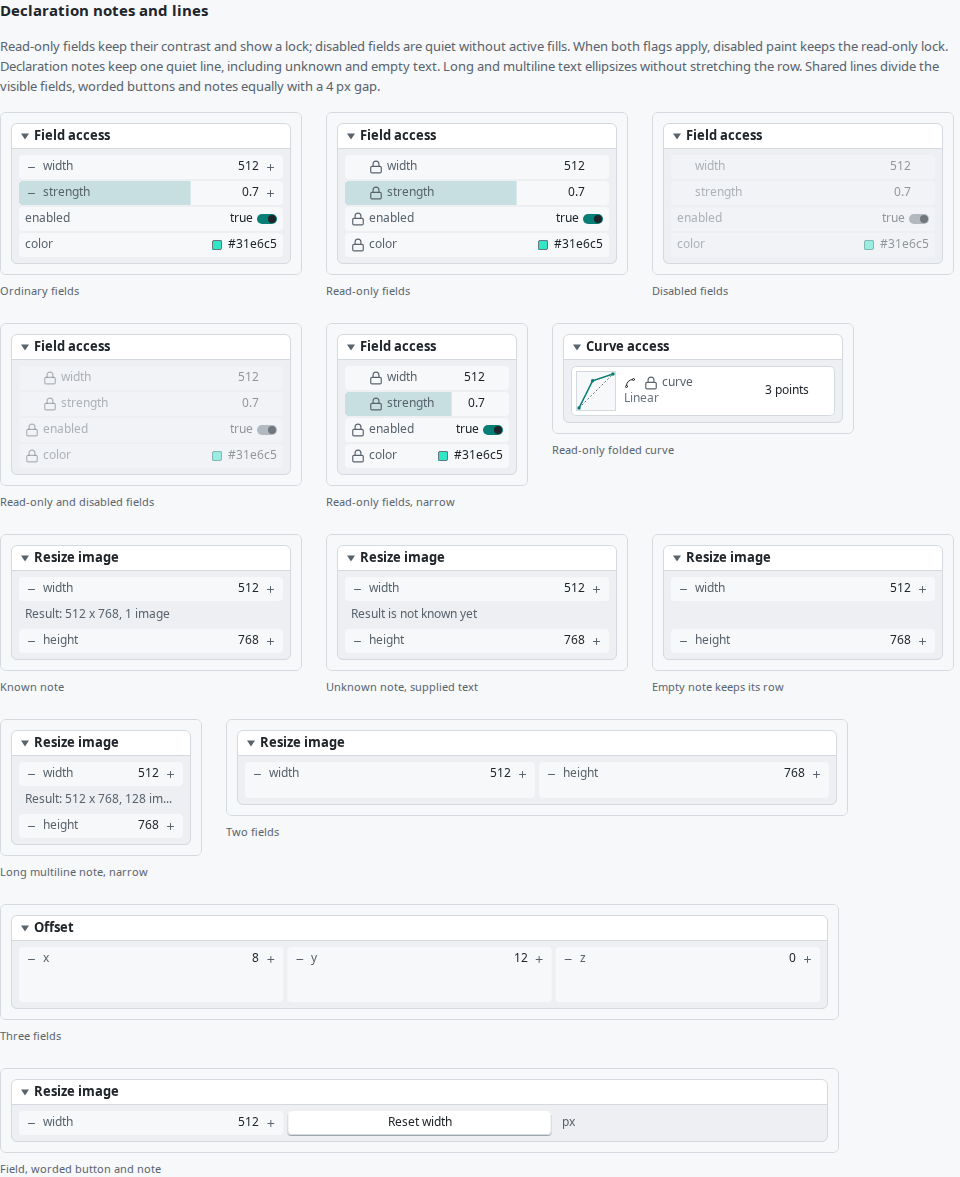 Declaration notes and lines
Read-only fields keep their contrast and show a lock; disabled fields are quiet without active fills. When both flags apply, disabled paint keeps the read-only lock.
Declaration notes keep one quiet line, including unknown and empty text. Long and multiline text ellipsizes without stretching the row. Shared lines divide the
visible fields, worded buttons and notes equally with a 4 px gap.
Field access
– width 512 +
– strength 0.7 +
enabled true
color #31e6c5
Ordinary fields
Field access
width 512
strength 0.7
enabled true
color #31e6c5
Read-only fields
Field access
width 512
strength 0.7
enabled true
color #31e6c5
Disabled fields
Field access
width 512
strength 0.7
enabled true
color #31e6c5
Read-only and disabled fields
Field access
width 512
strength 0.7
enabled true
color #31e6c5
Read-only fields, narrow
Curve access
curve
Linear
3 points
Read-only folded curve
Resize image
– width 512 +
Result: 512 x 768, 1 image
– height 768 +
Known note
Resize image
– width 512 +
Result is not known yet
– height 768 +
Unknown note, supplied text
Resize image
– width 512 +
– height 768 +
Empty note keeps its row
Resize image
– width 512 +
Result: 512 x 768, 128 im...
– height 768 +
Long multiline note, narrow
Resize image
– width 512 + – height 768 +
Two fields
Offset
– x 8 + – y 12 + – z 0 +
Three fields
Resize image
– width 512 + Reset width px
Field, worded button and note